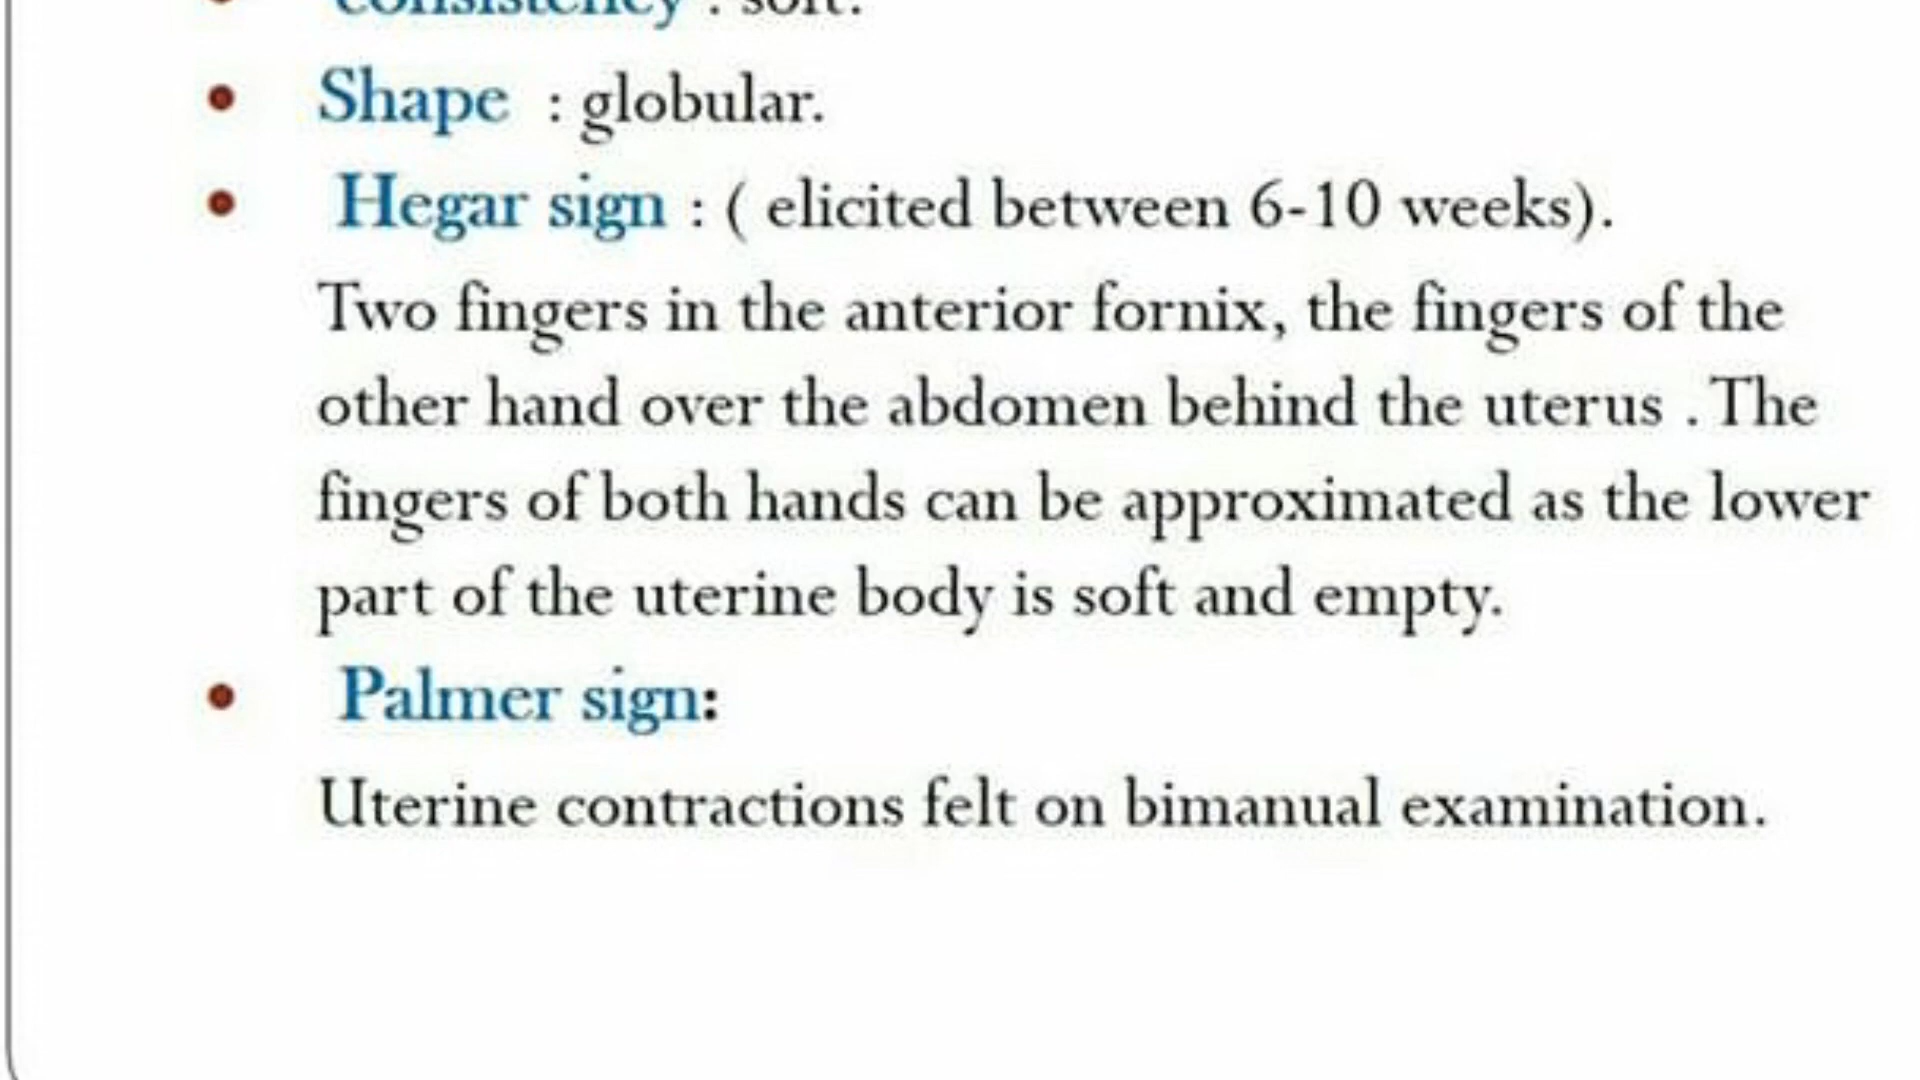 • consistency : soft.
• Shape : globular.
• Hegar sign : ( elicited between 6-10 weeks).
Two fingers in the anterior fornix, the fingers of the
other hand over the abdomen behind the uterus . The
fingers of both hands can be approximated as the lower
part of the uterine body is soft and empty.
• Palmer sign:
Uterine contractions felt on bimanual examination.